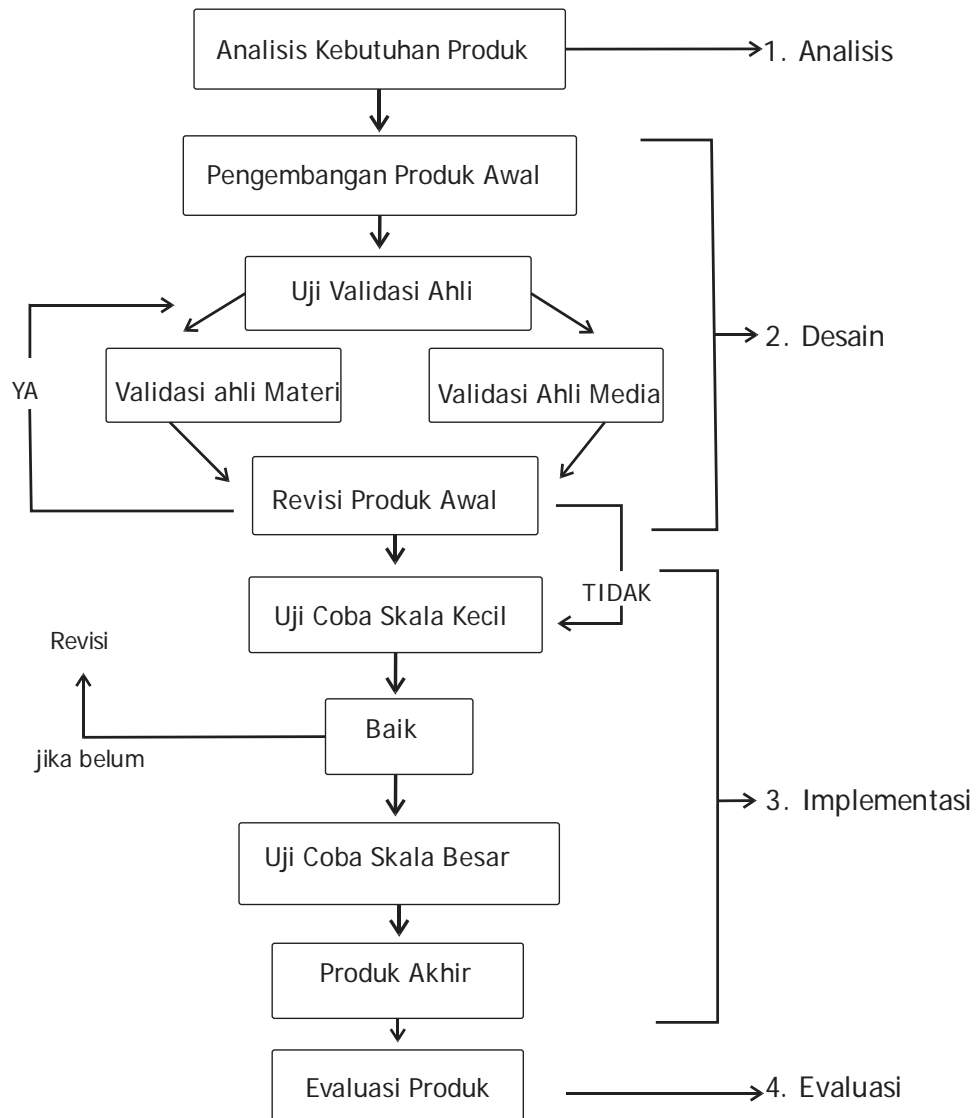 Analisis Kebutuhan Produk
1. Analisis
Pengembangan Produk Awal
Uji Validasi Ahli
2. Desain
YA
Validasi ahli Materi
Validasi Ahli Media
Revisi Produk Awal
TIDAK
Uji Coba Skala Kecil
Revisi
Baik
jika belum
3. Implementasi
Uji Coba Skala Besar
Produk Akhir
Evaluasi Produk
4. Evaluasi